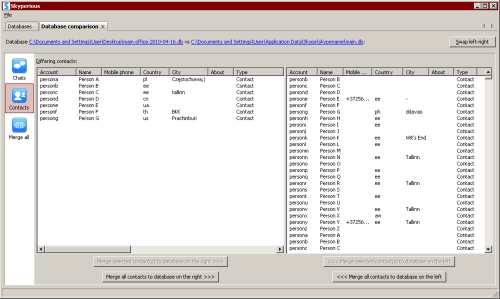 Skyperious
File
Databases Database comparison ×
Database C:\Documents and Settings\User\Desktop\main-office.2010-04-16.db vs C:\Documents and Settings\User\Application Data\Skype\skypename\main.db:
Swap left-right
Chats
Contacts
Merge all
Differing contacts:
Account Name Mobile phone Country City About Type
persona Person A pl Częstochowa;) Contact
personb Person B ee Contact
personc Person C ee tallinn Contact
persond Person D cn Contact
persone Person E ua Contact
personf Person F th BKK Contact
persong Person G us Prachinburi Contact
Account Name Mobile ... Country City About Type
personb Person B Contact
personc Person C Contact
persond Person D Contact
persone Person E +37256... ee - Contact
personf Person F Contact
persong Person G ph ddavao Contact
personh Person H ee Contact
personi Person I ee Contact
personj Person J Contact
personk Person K ee Wit's End Contact
personl Person L ee Contact
personm Person M Contact
personn Person N ee Tallinn Contact
persono Person O Contact
personp Person P ee Contact
personq Person Q ee Contact
personr Person R ee Tallinn Contact
persons Person S Contact
persont Person T ee Contact
personu Person U Contact
personv Person V ee Tallinn Contact
personx Person X aw Contact
persony Person Y +37256... ee Tallinn Contact
personz Person Z Contact
persona Person A Contact
personb Person B Contact
personc Person C Contact
Merge selected contact(s) to database on the right >>>
<<< Merge selected contact(s) to database on the left
Merge all contacts to database on the right >>>
<<< Merge all contacts to database on the left